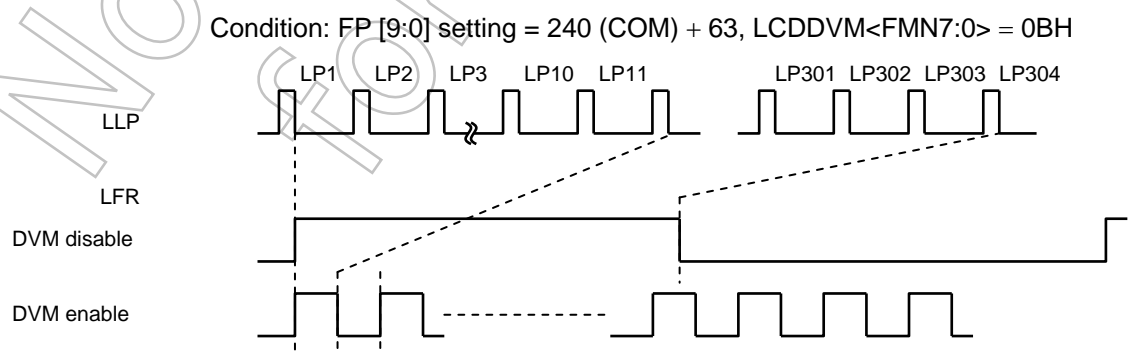 Condition: FP [9:0] setting = 240 (COM) + 63, LCDDVM<FMN7:0> = 0BH
LP1 LP2 LP3 LP10 LP11 LP301 LP302 LP303 LP304
LLP
LFR
DVM disable
DVM enable